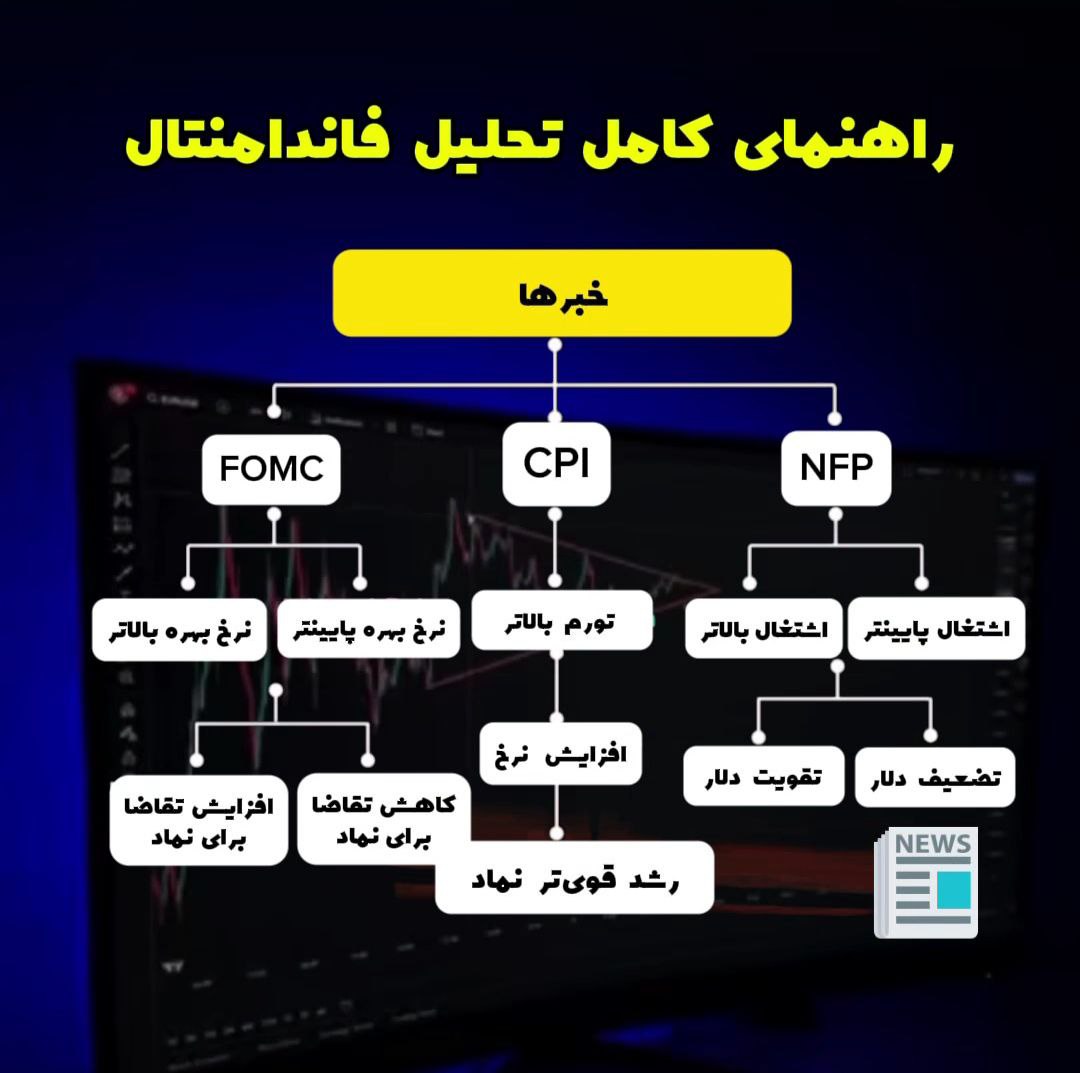 راهنمای کامل تحلیل فاندامنتال
خبرها
NFP
CPI
FOMC
اشتغال پایینتر
اشتغال بالاتر
تورم بالاتر
نرخ بهره پایینتر
نرخ بهره بالاتر
تضعیف دلار
تقویت دلار
افزایش نرخ
کاهش تقاضا
برای نهاد
افزایش تقاضا
برای نهاد
رشد قوی‌تر نهاد
NEWS